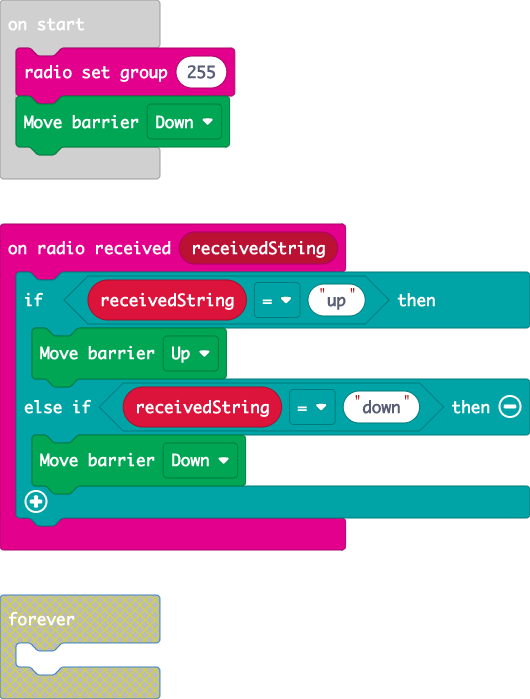 on start
radio set group 255
Move barrier Down
on radio received receivedString
if receivedString = "up" then
Move barrier Up
else if receivedString = "down" then
Move barrier Down
forever